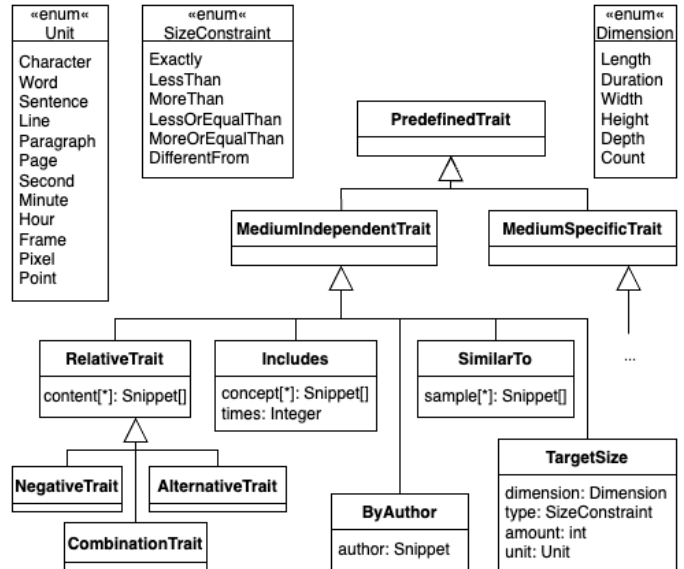 «enum«
Unit
Character
Word
Sentence
Line
Paragraph
Page
Second
Minute
Hour
Frame
Pixel
Point
«enum«
SizeConstraint
Exactly
LessThan
MoreThan
LessOrEqualThan
MoreOrEqualThan
DifferentFrom
«enum«
Dimension
Length
Duration
Width
Height
Depth
Count
PredefinedTrait
MediumIndependentTrait
MediumSpecificTrait
...
RelativeTrait
content[*]: Snippet[]
Includes
concept[*]: Snippet[]
times: Integer
SimilarTo
sample[*]: Snippet[]
NegativeTrait
AlternativeTrait
CombinationTrait
ByAuthor
author: Snippet
TargetSize
dimension: Dimension
type: SizeConstraint
amount: int
unit: Unit